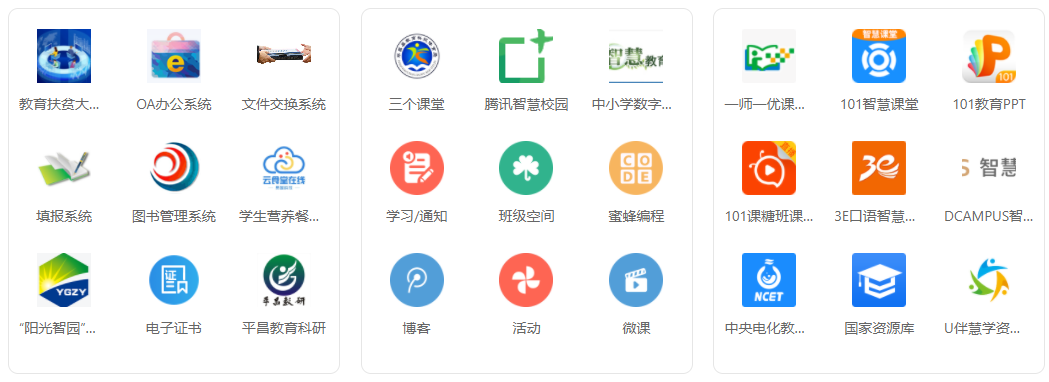 教育扶贫大...
OA办公系统
文件交换系统
填报系统
图书管理系统
云食堂在线
学生营养餐...
YGZY
“阳光智园”...
证
电子证书
平昌教研
平昌教育科研
三个课堂
腾讯智慧校园
智慧教育
中小学数字...
学习/通知
班级空间
CODE
蜜蜂编程
博客
活动
微课
一师一优课...
智慧课堂
101智慧课堂
P
101
101教育PPT
101课糖班课...
3e
3E口语智慧...
S 智慧
DCAMPUS智...
NCET
中央电化教...
国家资源库
U伴慧学资...